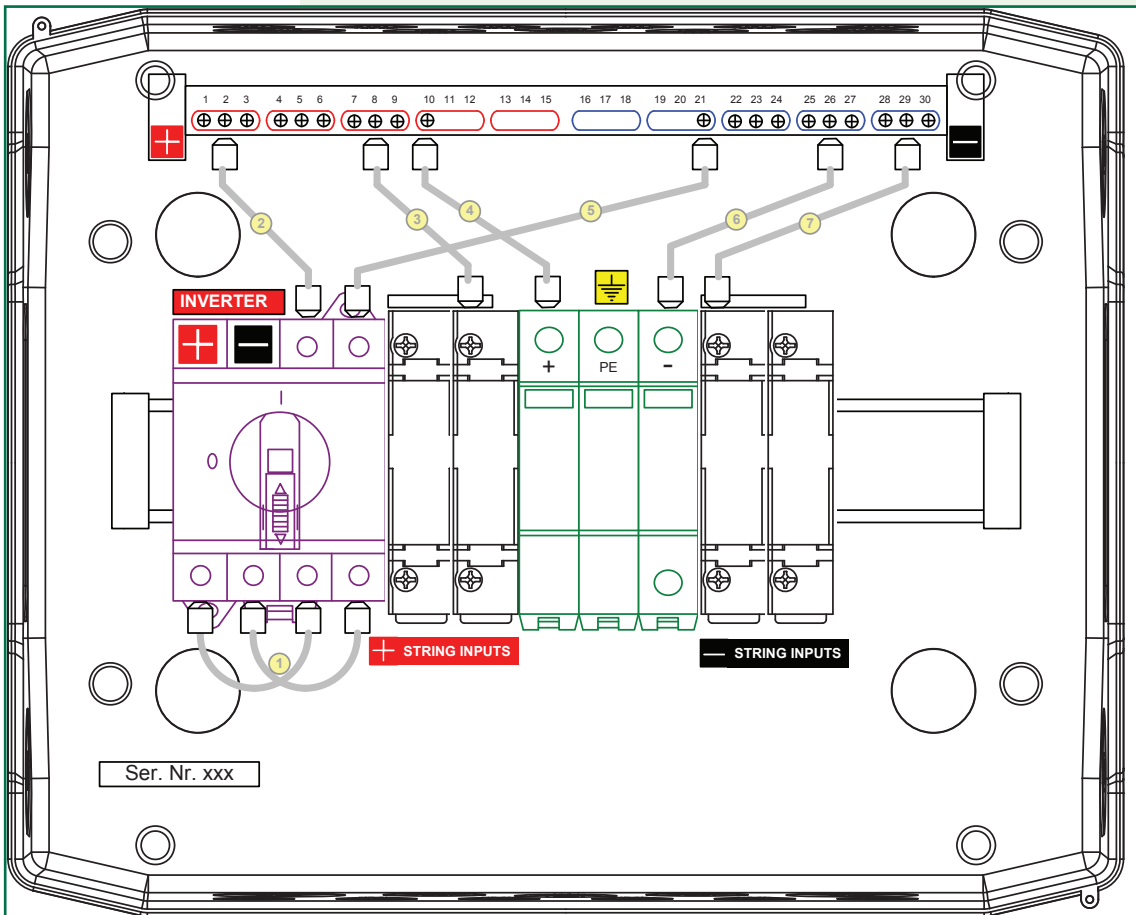 1 2 3 4 5 6 7 8 9 10 11 12 13 14 15 16 17 18 19 20 21 22 23 24 25 26 27 28 29 30
+ −
2 3 4 5 6 7
INVERTER
+ −
+ PE -
I
0
1
+ STRING INPUTS
− STRING INPUTS
Ser. Nr. xxx